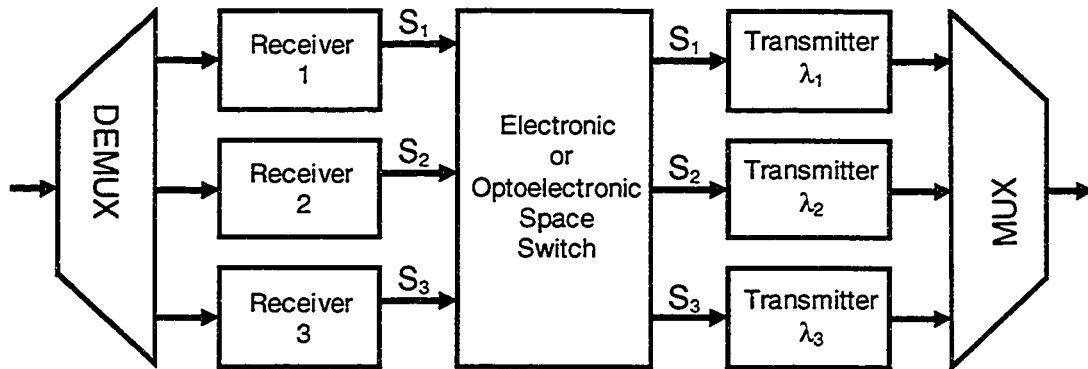 DEMUX
Receiver
1
Receiver
2
Receiver
3
S₁
S₂
S₃
Electronic
or
Optoelectronic
Space
Switch
S₁
S₂
S₃
Transmitter
λ₁
Transmitter
λ₂
Transmitter
λ₃
MUX